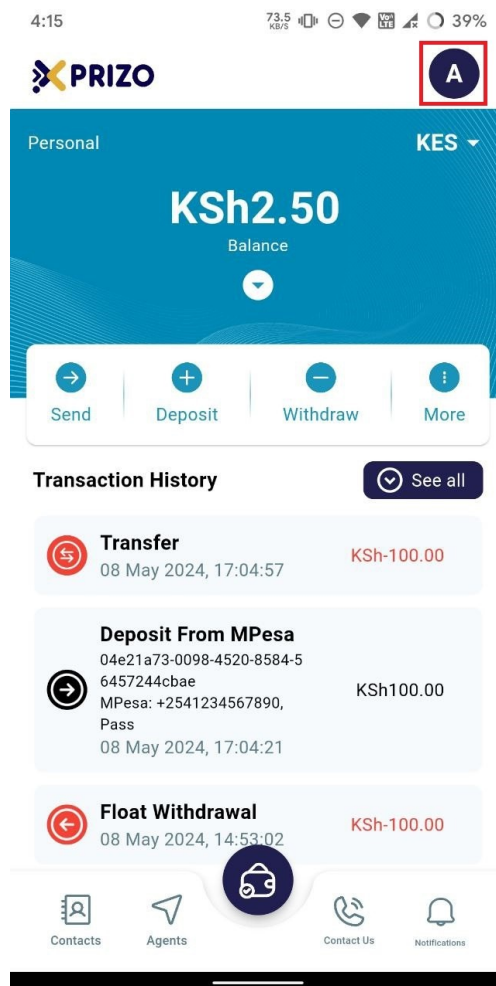 4:15 73.5 KB/S Vo LTE 39%
PRIZO A
Personal KES
KSh2.50
Balance
Send Deposit Withdraw More
Transaction History See all
Transfer
08 May 2024, 17:04:57
KSh-100.00
Deposit From MPesa
04e21a73-0098-4520-8584-5
6457244cbae
MPesa: +2541234567890,
Pass
08 May 2024, 17:04:21
KSh100.00
Float Withdrawal
08 May 2024, 14:53:02
KSh-100.00
Contacts Agents Contact Us Notifications